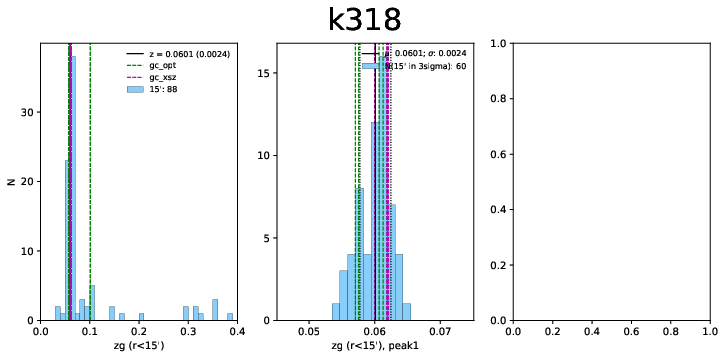 k318
z = 0.0601 (0.0024)
gc_opt
gc_xsz
15': 88
N
0
10
20
30
0.0 0.1 0.2 0.3 0.4
zg (r<15')
: 0.0601; σ: 0.0024
(15' in 3sigma): 60
0
5
10
15
0.05 0.06 0.07
zg (r<15'), peak1
0.0
0.2
0.4
0.6
0.8
1.0
0.0 0.2 0.4 0.6 0.8 1.0